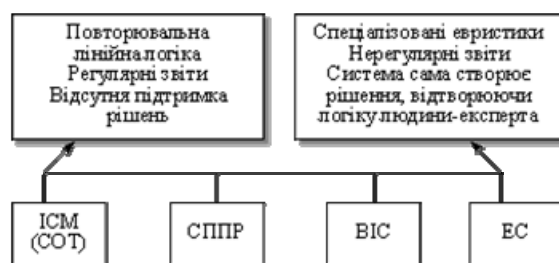 Повторювальна
лінійна логіка
Регулярні звіти
Відсутня підтримка
рішень
Спеціалізовані евристики
Нерегулярні звіти
Система сама створює
рішення, відтворюючи
логіку людини-експерта
ІСМ
(СОТ)
СППР
ВІС
ЕС